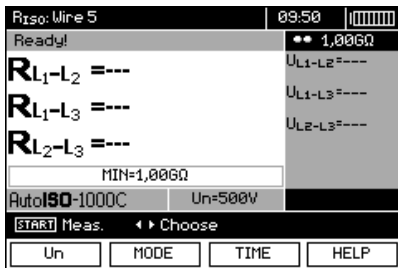 RISO: Wire 5 09:50
Ready! 1,00GΩ
RL1-L2 =--- UL1-L2=---
RL1-L3 =--- UL1-L3=---
RL2-L3 =--- UL2-L3=---
MIN=1,00GΩ
AutoISO-1000C Un=500V
START Meas. Choose
Un MODE TIME HELP